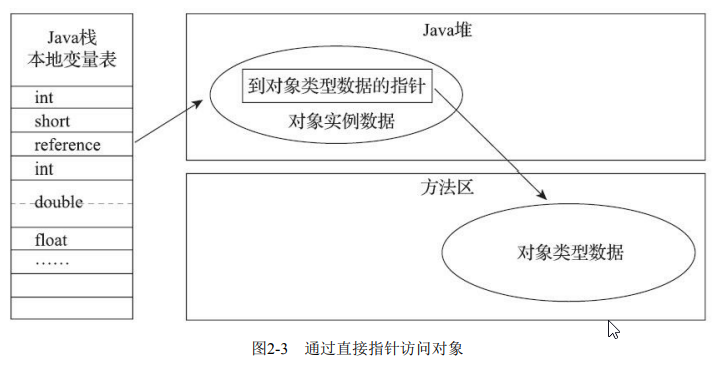 Java栈
本地变量表
int
short
reference
int
double
float
……
Java堆
到对象类型数据的指针
对象实例数据
方法区
对象类型数据
图2-3 通过直接指针访问对象